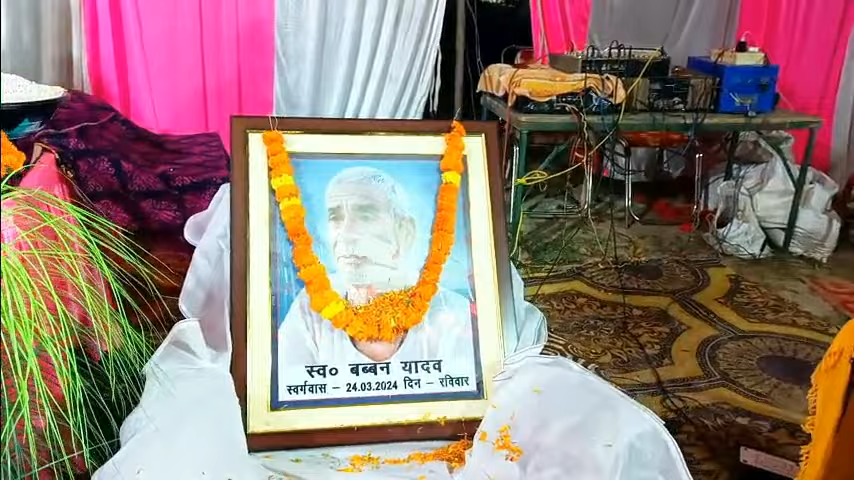 स्व० बब्बन यादव
स्वर्गवास 24.03.2024 दिन - रविवार